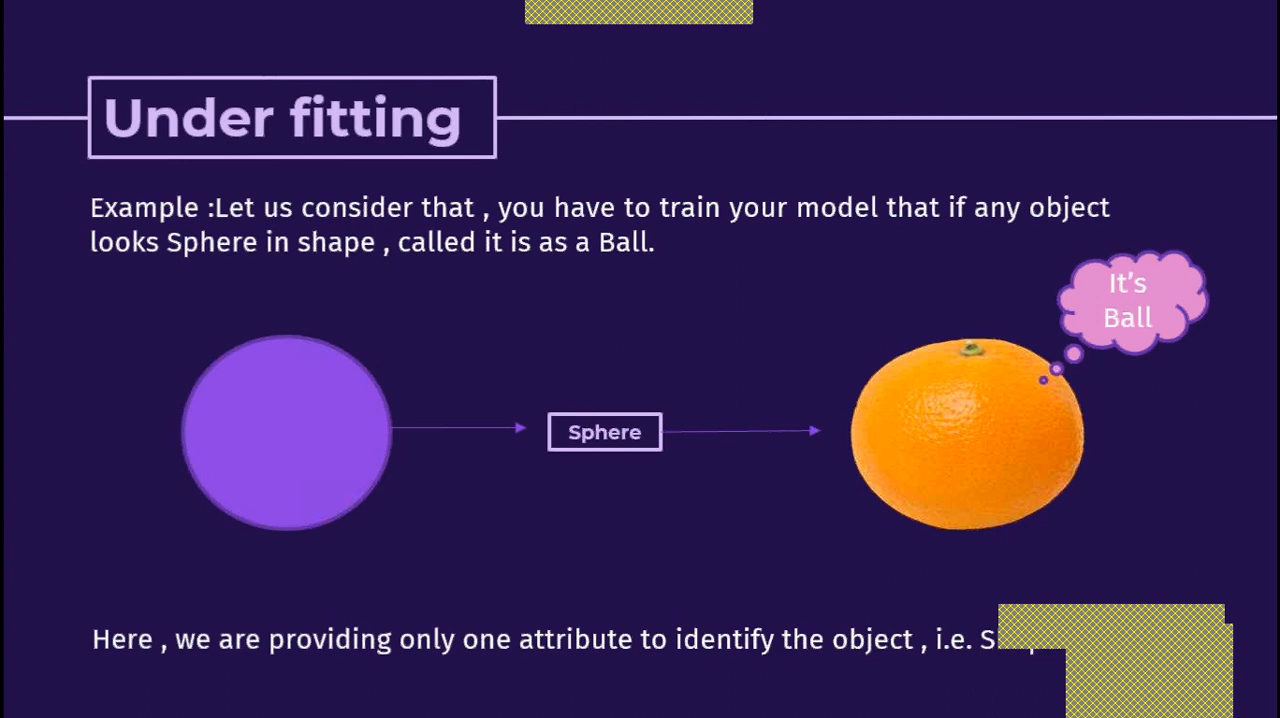 Under fitting
Example :Let us consider that , you have to train your model that if any object
looks Sphere in shape , called it is as a Ball.
It's
Ball
Sphere
Here , we are providing only one attribute to identify the object , i.e.